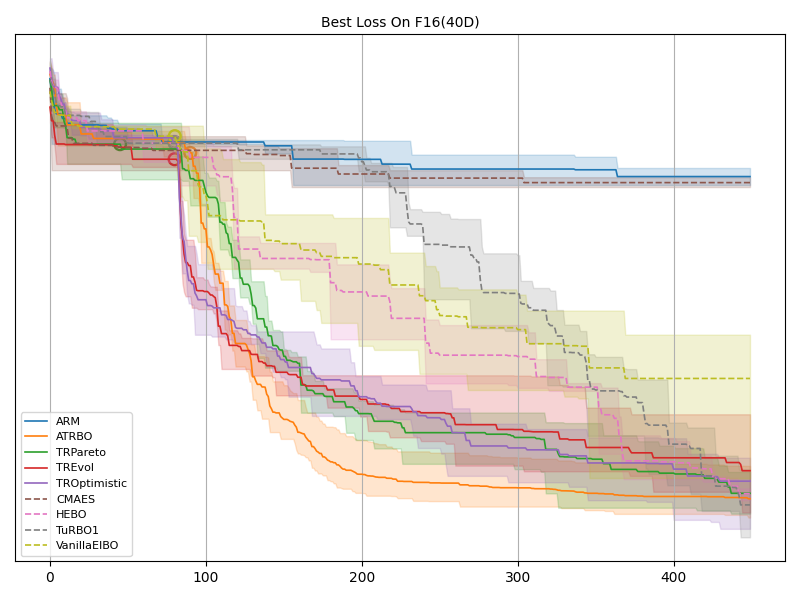 Best Loss On F16(40D)
ARM
ATRBO
TRPareto
TREvol
TROptimistic
CMAES
HEBO
TuRBO1
VanillaEIBO
0 100 200 300 400